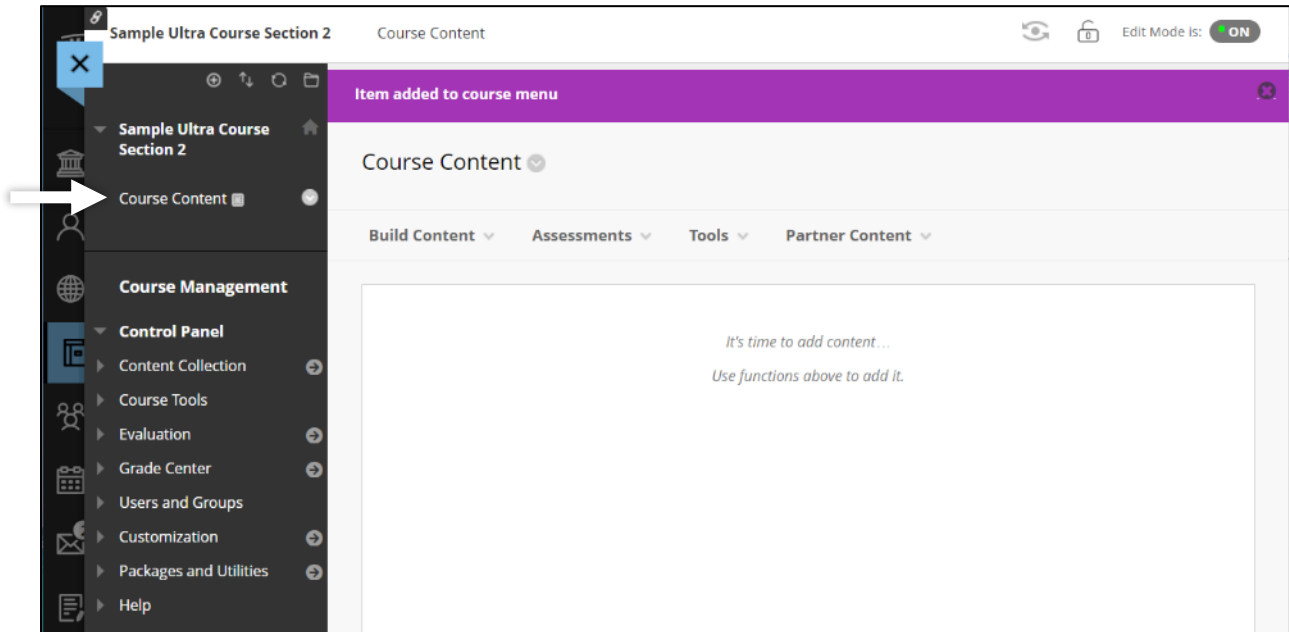 Sample Ultra Course Section 2
Course Content
Edit Mode is:
ON
Item added to course menu
Sample Ultra Course
Section 2
Course Content
Course Content
Build Content
Assessments
Tools
Partner Content
Course Management
Control Panel
Content Collection
Course Tools
Evaluation
Grade Center
Users and Groups
Customization
Packages and Utilities
Help
It's time to add content...
Use functions above to add it.